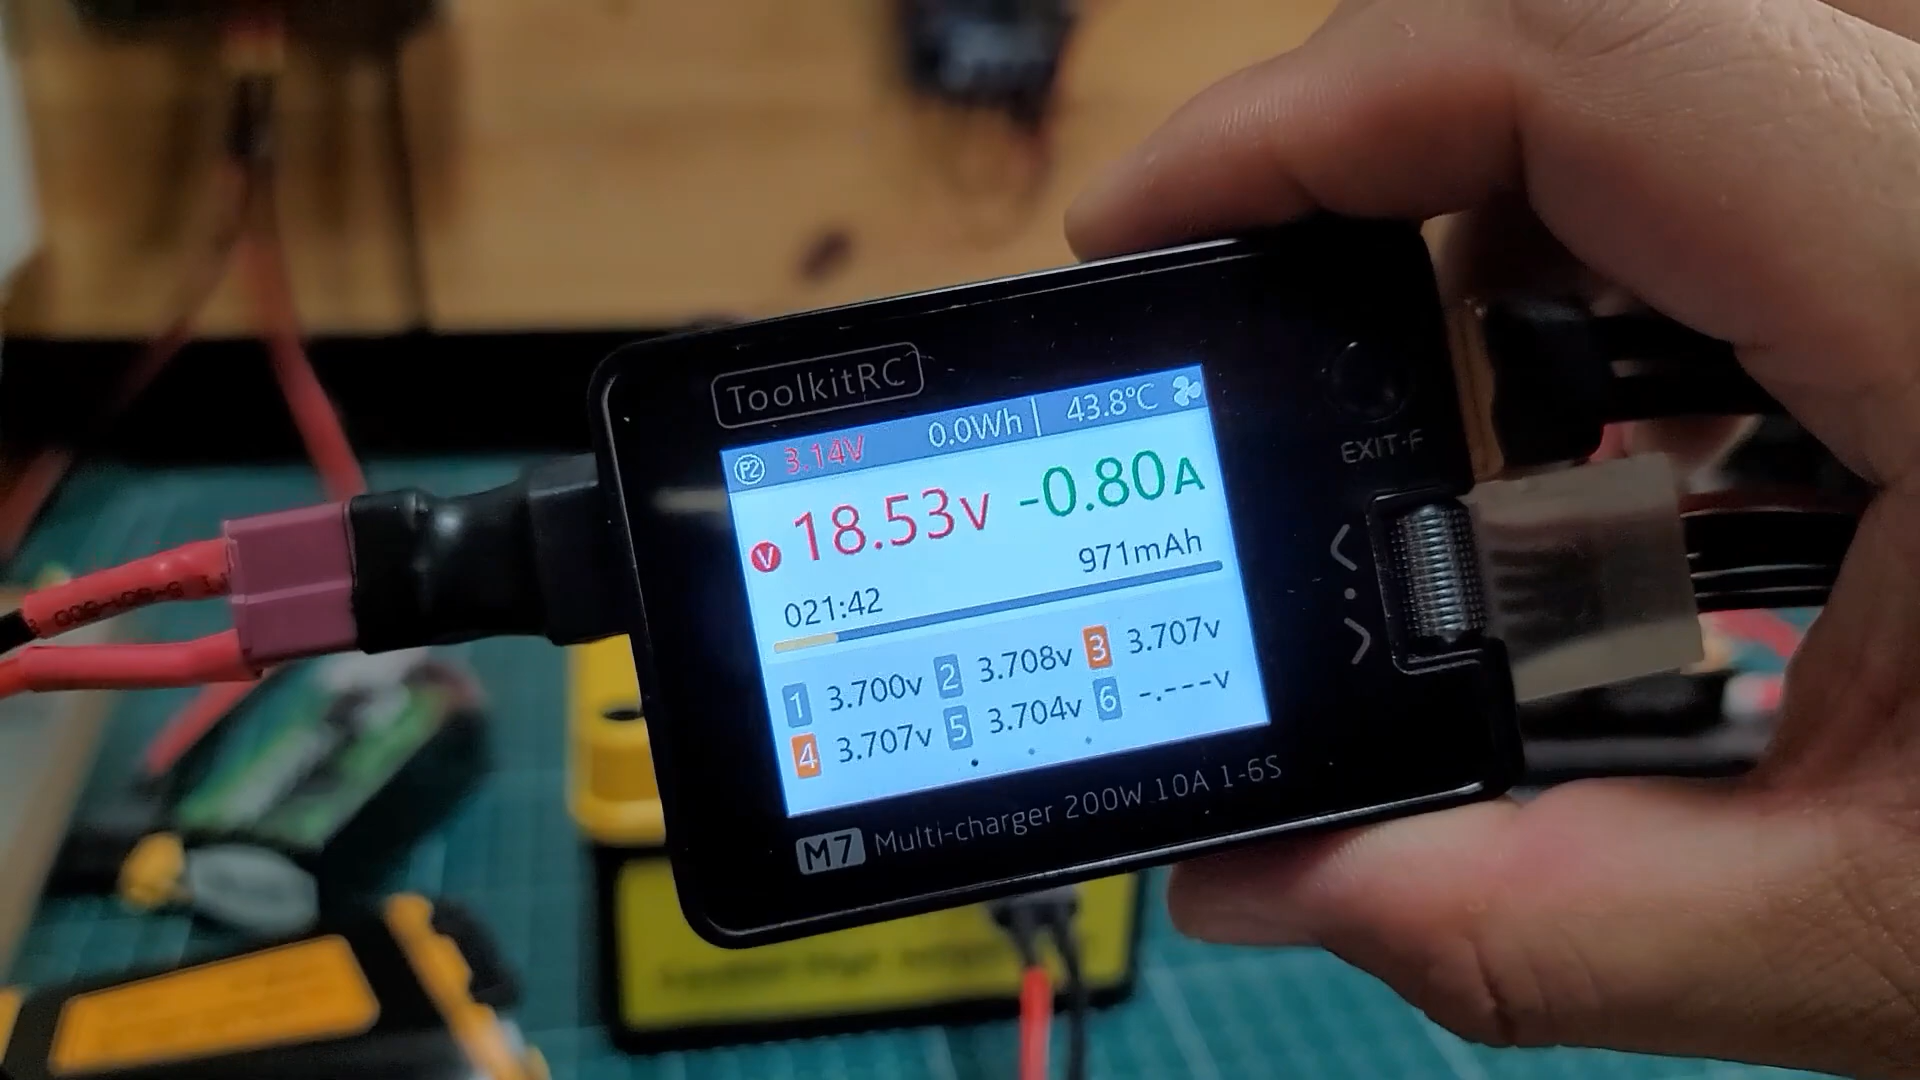 ToolkitRC
P2 3.14V 0.0Wh 43.8°C
V 18.53v -0.80A
021:42 971mAh
1 3.700v 2 3.708v 3 3.707v
4 3.707v 5 3.704v 6 -.---v
M7 Multi-charger 200W 10A 1-6S
EXIT·F